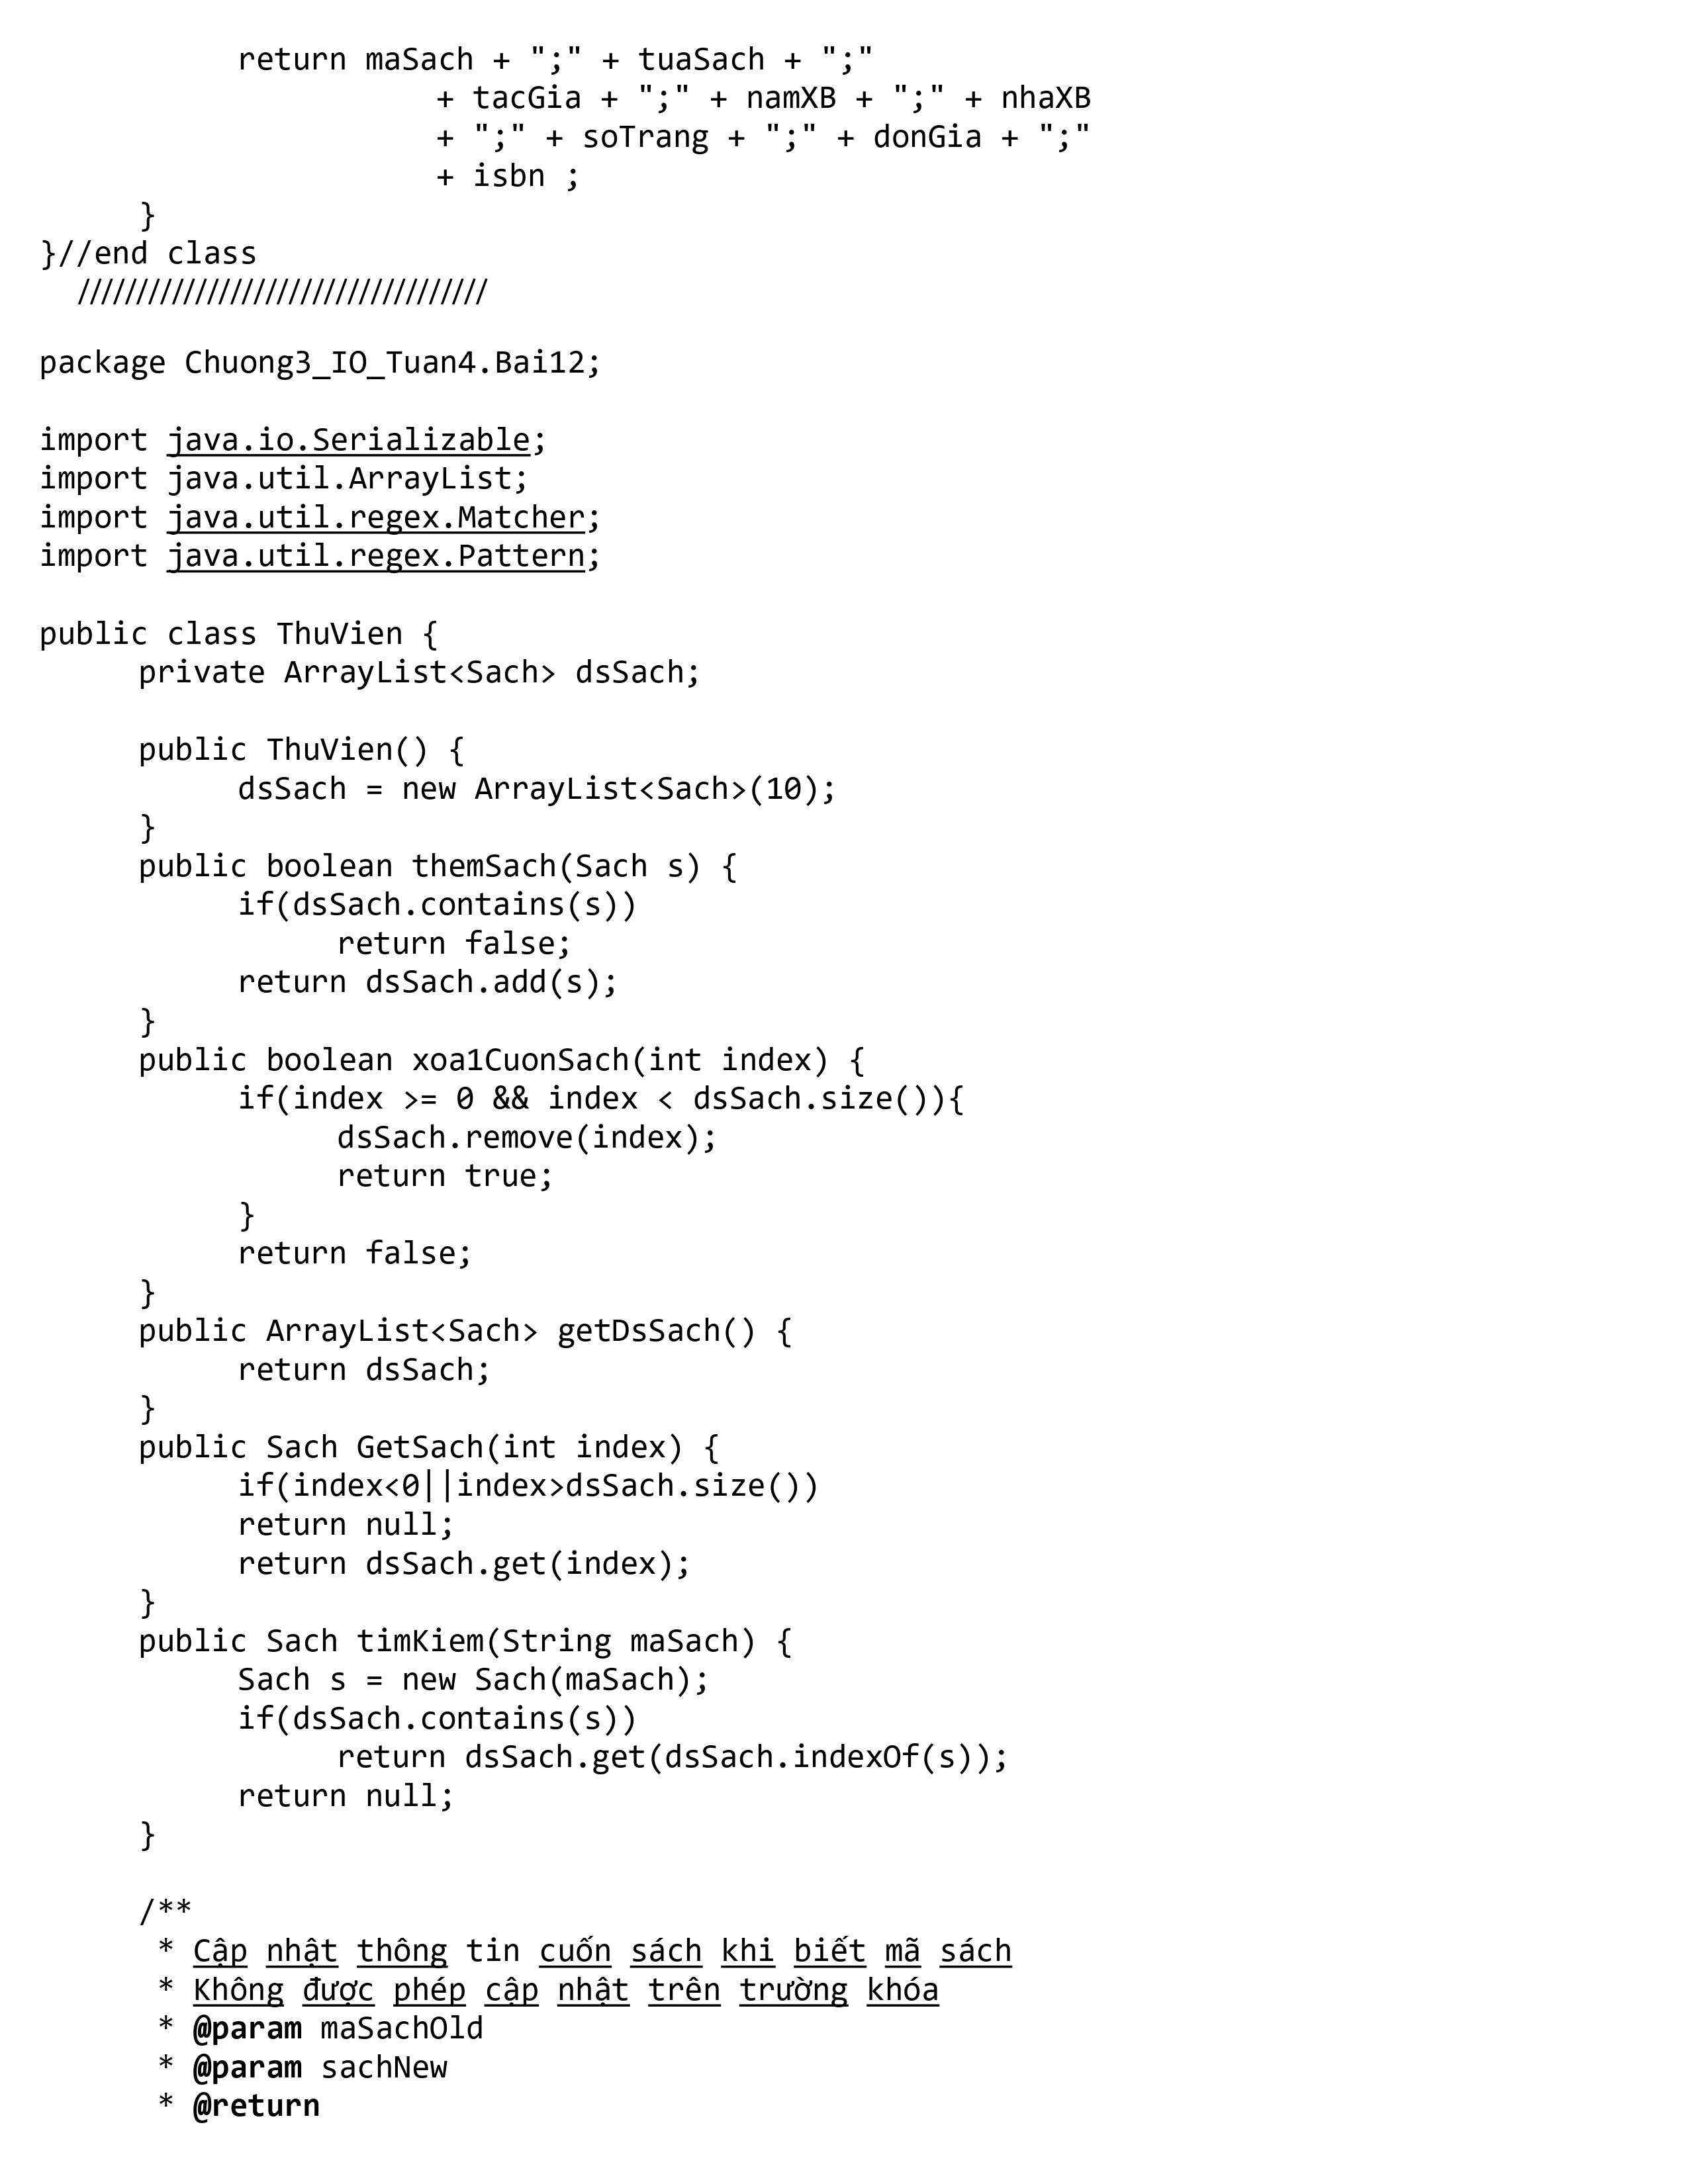 return maSach + ";" + tuaSach + ";"
+ tacGia + ";" + namXB + ";" + nhaXB
+ ";" + soTrang + ";" + donGia + ";"
+ isbn ;
}
}//end class
///////////////////////////////////
package Chuong3_IO_Tuan4.Bai12;
import java.io.Serializable;
import java.util.ArrayList;
import java.util.regex.Matcher;
import java.util.regex.Pattern;
public class ThuVien {
private ArrayList<Sach> dsSach;
public ThuVien() {
dsSach = new ArrayList<Sach>(10);
}
public boolean themSach(Sach s) {
if(dsSach.contains(s))
return false;
return dsSach.add(s);
}
public boolean xoa1CuonSach(int index) {
if(index >= 0 && index < dsSach.size()){
dsSach.remove(index);
return true;
}
return false;
}
public ArrayList<Sach> getDsSach() {
return dsSach;
}
public Sach GetSach(int index) {
if(index<0||index>dsSach.size())
return null;
return dsSach.get(index);
}
public Sach timKiem(String maSach) {
Sach s = new Sach(maSach);
if(dsSach.contains(s))
return dsSach.get(dsSach.indexOf(s));
return null;
}
/**
* Cập nhật thông tin cuốn sách khi biết mã sách
* Không được phép cập nhật trên trường khóa
* @param maSachOld
* @param sachNew
* @return